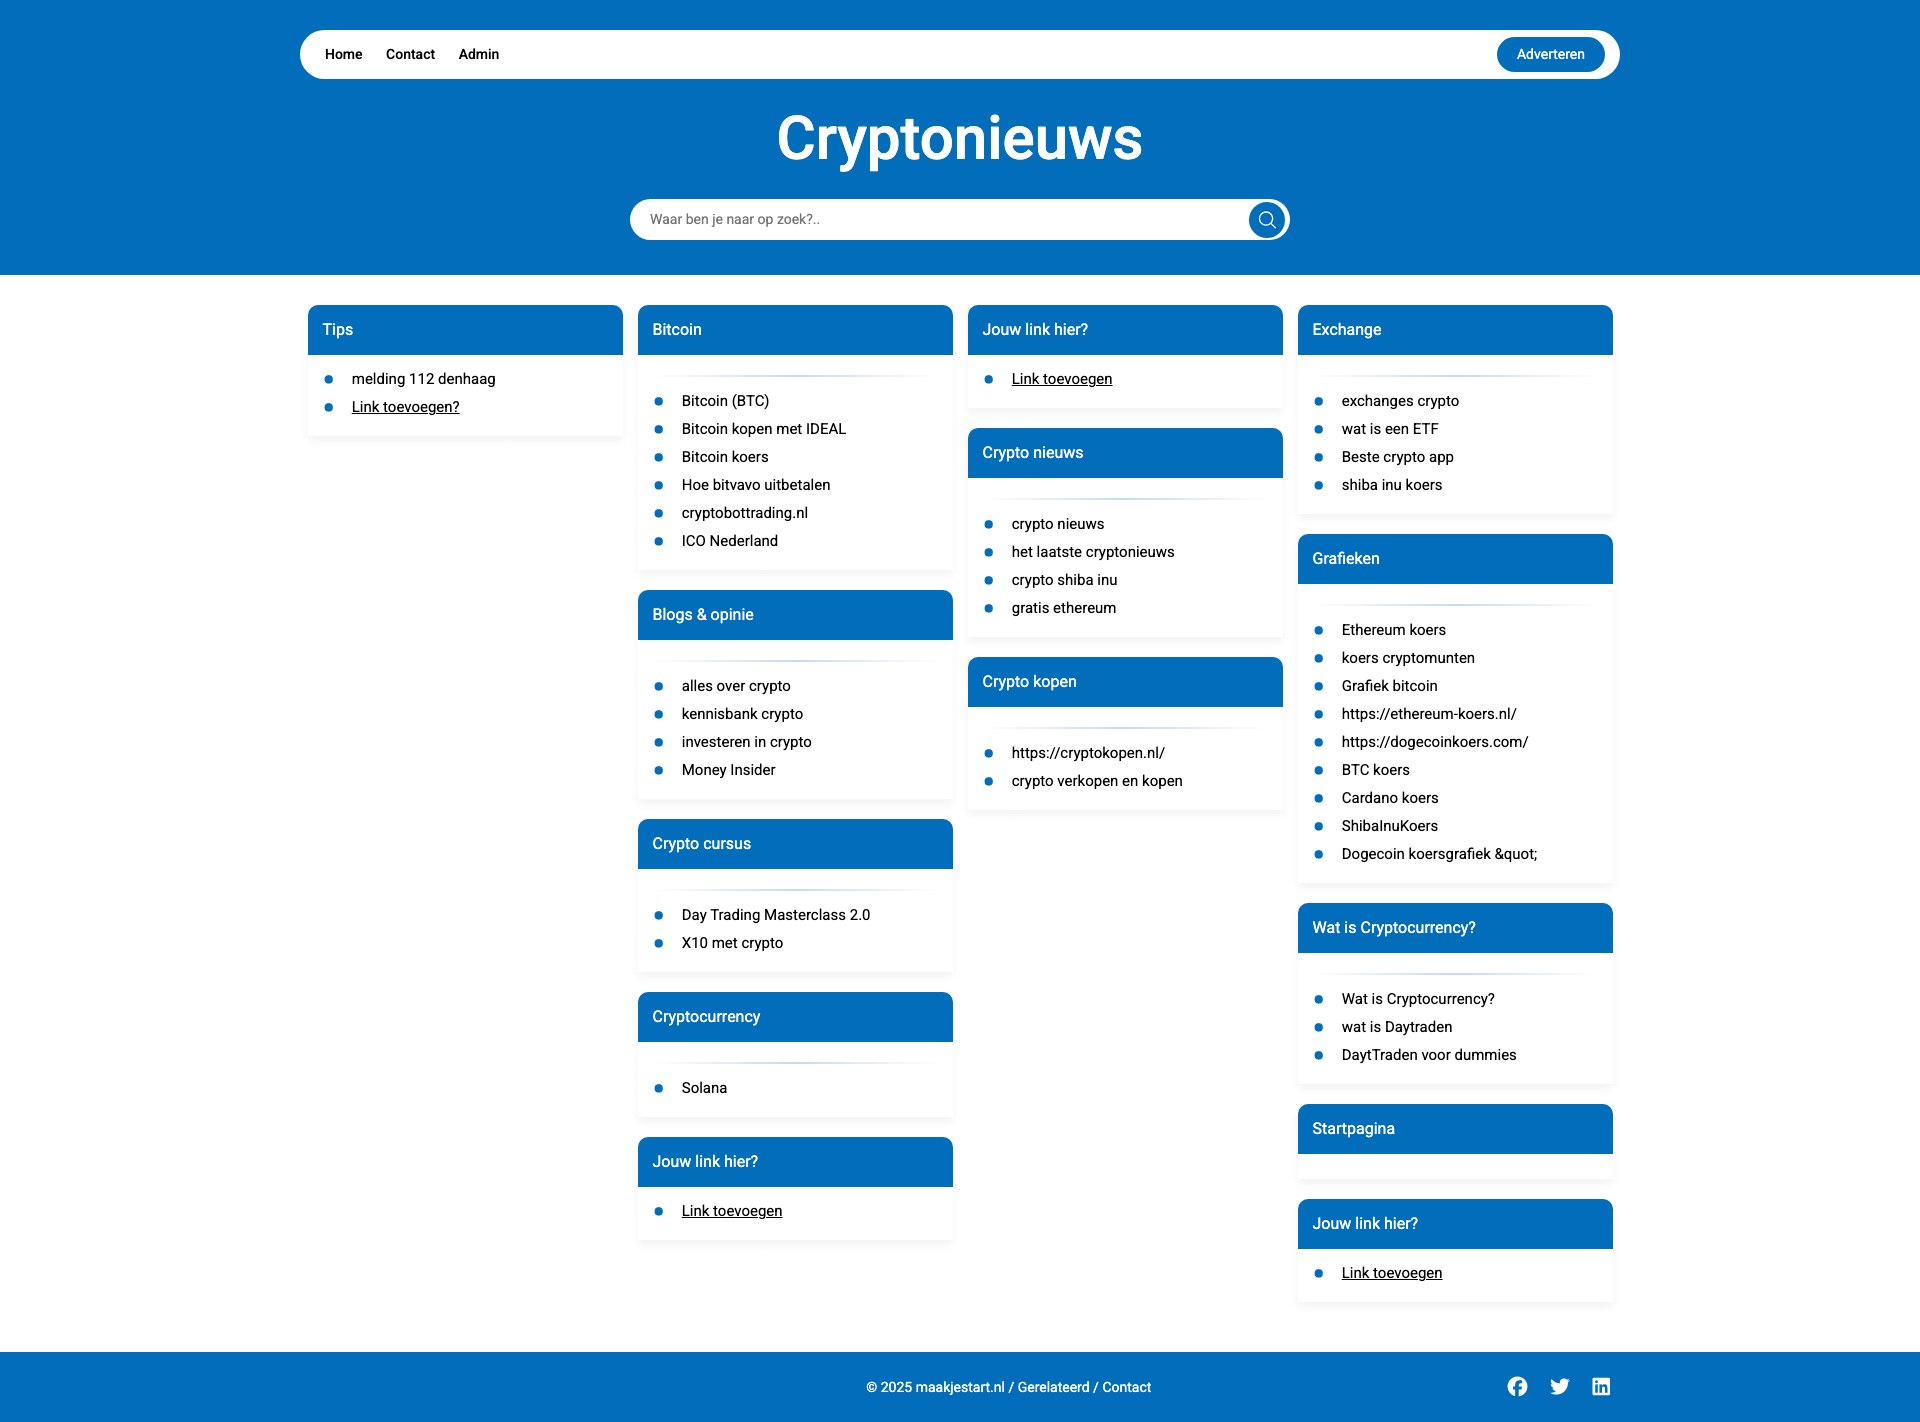 Home
Contact
Admin
Adverteren
Cryptonieuws
Waar ben je naar op zoek?..
Tips
melding 112 denhaag
Link toevoegen?
Bitcoin
Bitcoin (BTC)
Bitcoin kopen met IDEAL
Bitcoin koers
Hoe bitvavo uitbetalen
cryptobottrading.nl
ICO Nederland
Blogs & opinie
alles over crypto
kennisbank crypto
investeren in crypto
Money Insider
Crypto cursus
Day Trading Masterclass 2.0
X10 met crypto
Cryptocurrency
Solana
Jouw link hier?
Link toevoegen
Jouw link hier?
Link toevoegen
Crypto nieuws
crypto nieuws
het laatste cryptonieuws
crypto shiba inu
gratis ethereum
Crypto kopen
https://cryptokopen.nl/
crypto verkopen en kopen
Exchange
exchanges crypto
wat is een ETF
Beste crypto app
shiba inu koers
Grafieken
Ethereum koers
koers cryptomunten
Grafiek bitcoin
https://ethereum-koers.nl/
https://dogecoinkoers.com/
BTC koers
Cardano koers
ShibaInuKoers
Dogecoin koersgrafiek &quot;
Wat is Cryptocurrency?
Wat is Cryptocurrency?
wat is Daytraden
DaytTraden voor dummies
Startpagina
Jouw link hier?
Link toevoegen
© 2025 maakjestart.nl / Gerelateerd / Contact